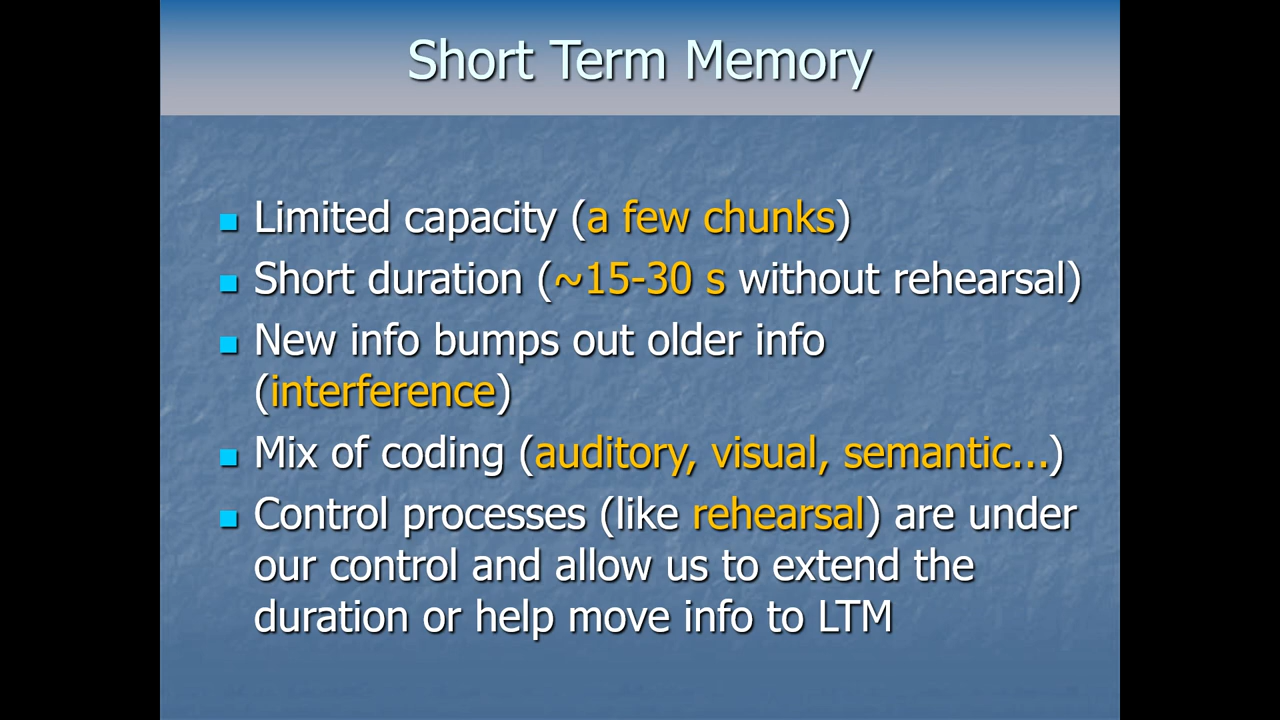 Short Term Memory
Limited capacity (a few chunks)
Short duration (~15-30 s without rehearsal)
New info bumps out older info
(interference)
Mix of coding (auditory, visual, semantic...)
Control processes (like rehearsal) are under
our control and allow us to extend the
duration or help move info to LTM